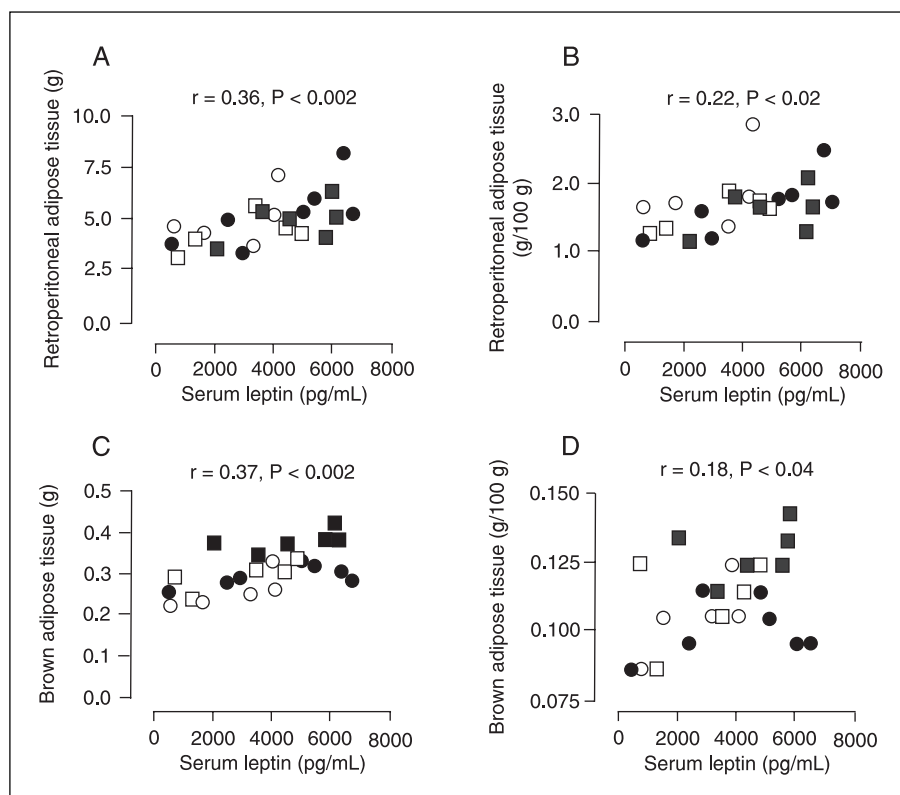 A
r = 0.36, P < 0.002
Retroperitoneal adipose tissue (g)
10.0
7.5
5.0
2.5
0.0
0 2000 4000 6000 8000
Serum leptin (pg/mL)
B
r = 0.22, P < 0.02
Retroperitoneal adipose tissue
(g/100 g)
3.0
2.0
1.0
0.0
0 2000 4000 6000 8000
Serum leptin (pg/mL)
C
r = 0.37, P < 0.002
Brown adipose tissue (g)
0.5
0.4
0.3
0.2
0.1
0.0
0 2000 4000 6000 8000
Serum leptin (pg/mL)
D
r = 0.18, P < 0.04
Brown adipose tissue (g/100 g)
0.150
0.125
0.100
0.075
0 2000 4000 6000 8000
Serum leptin (pg/mL)